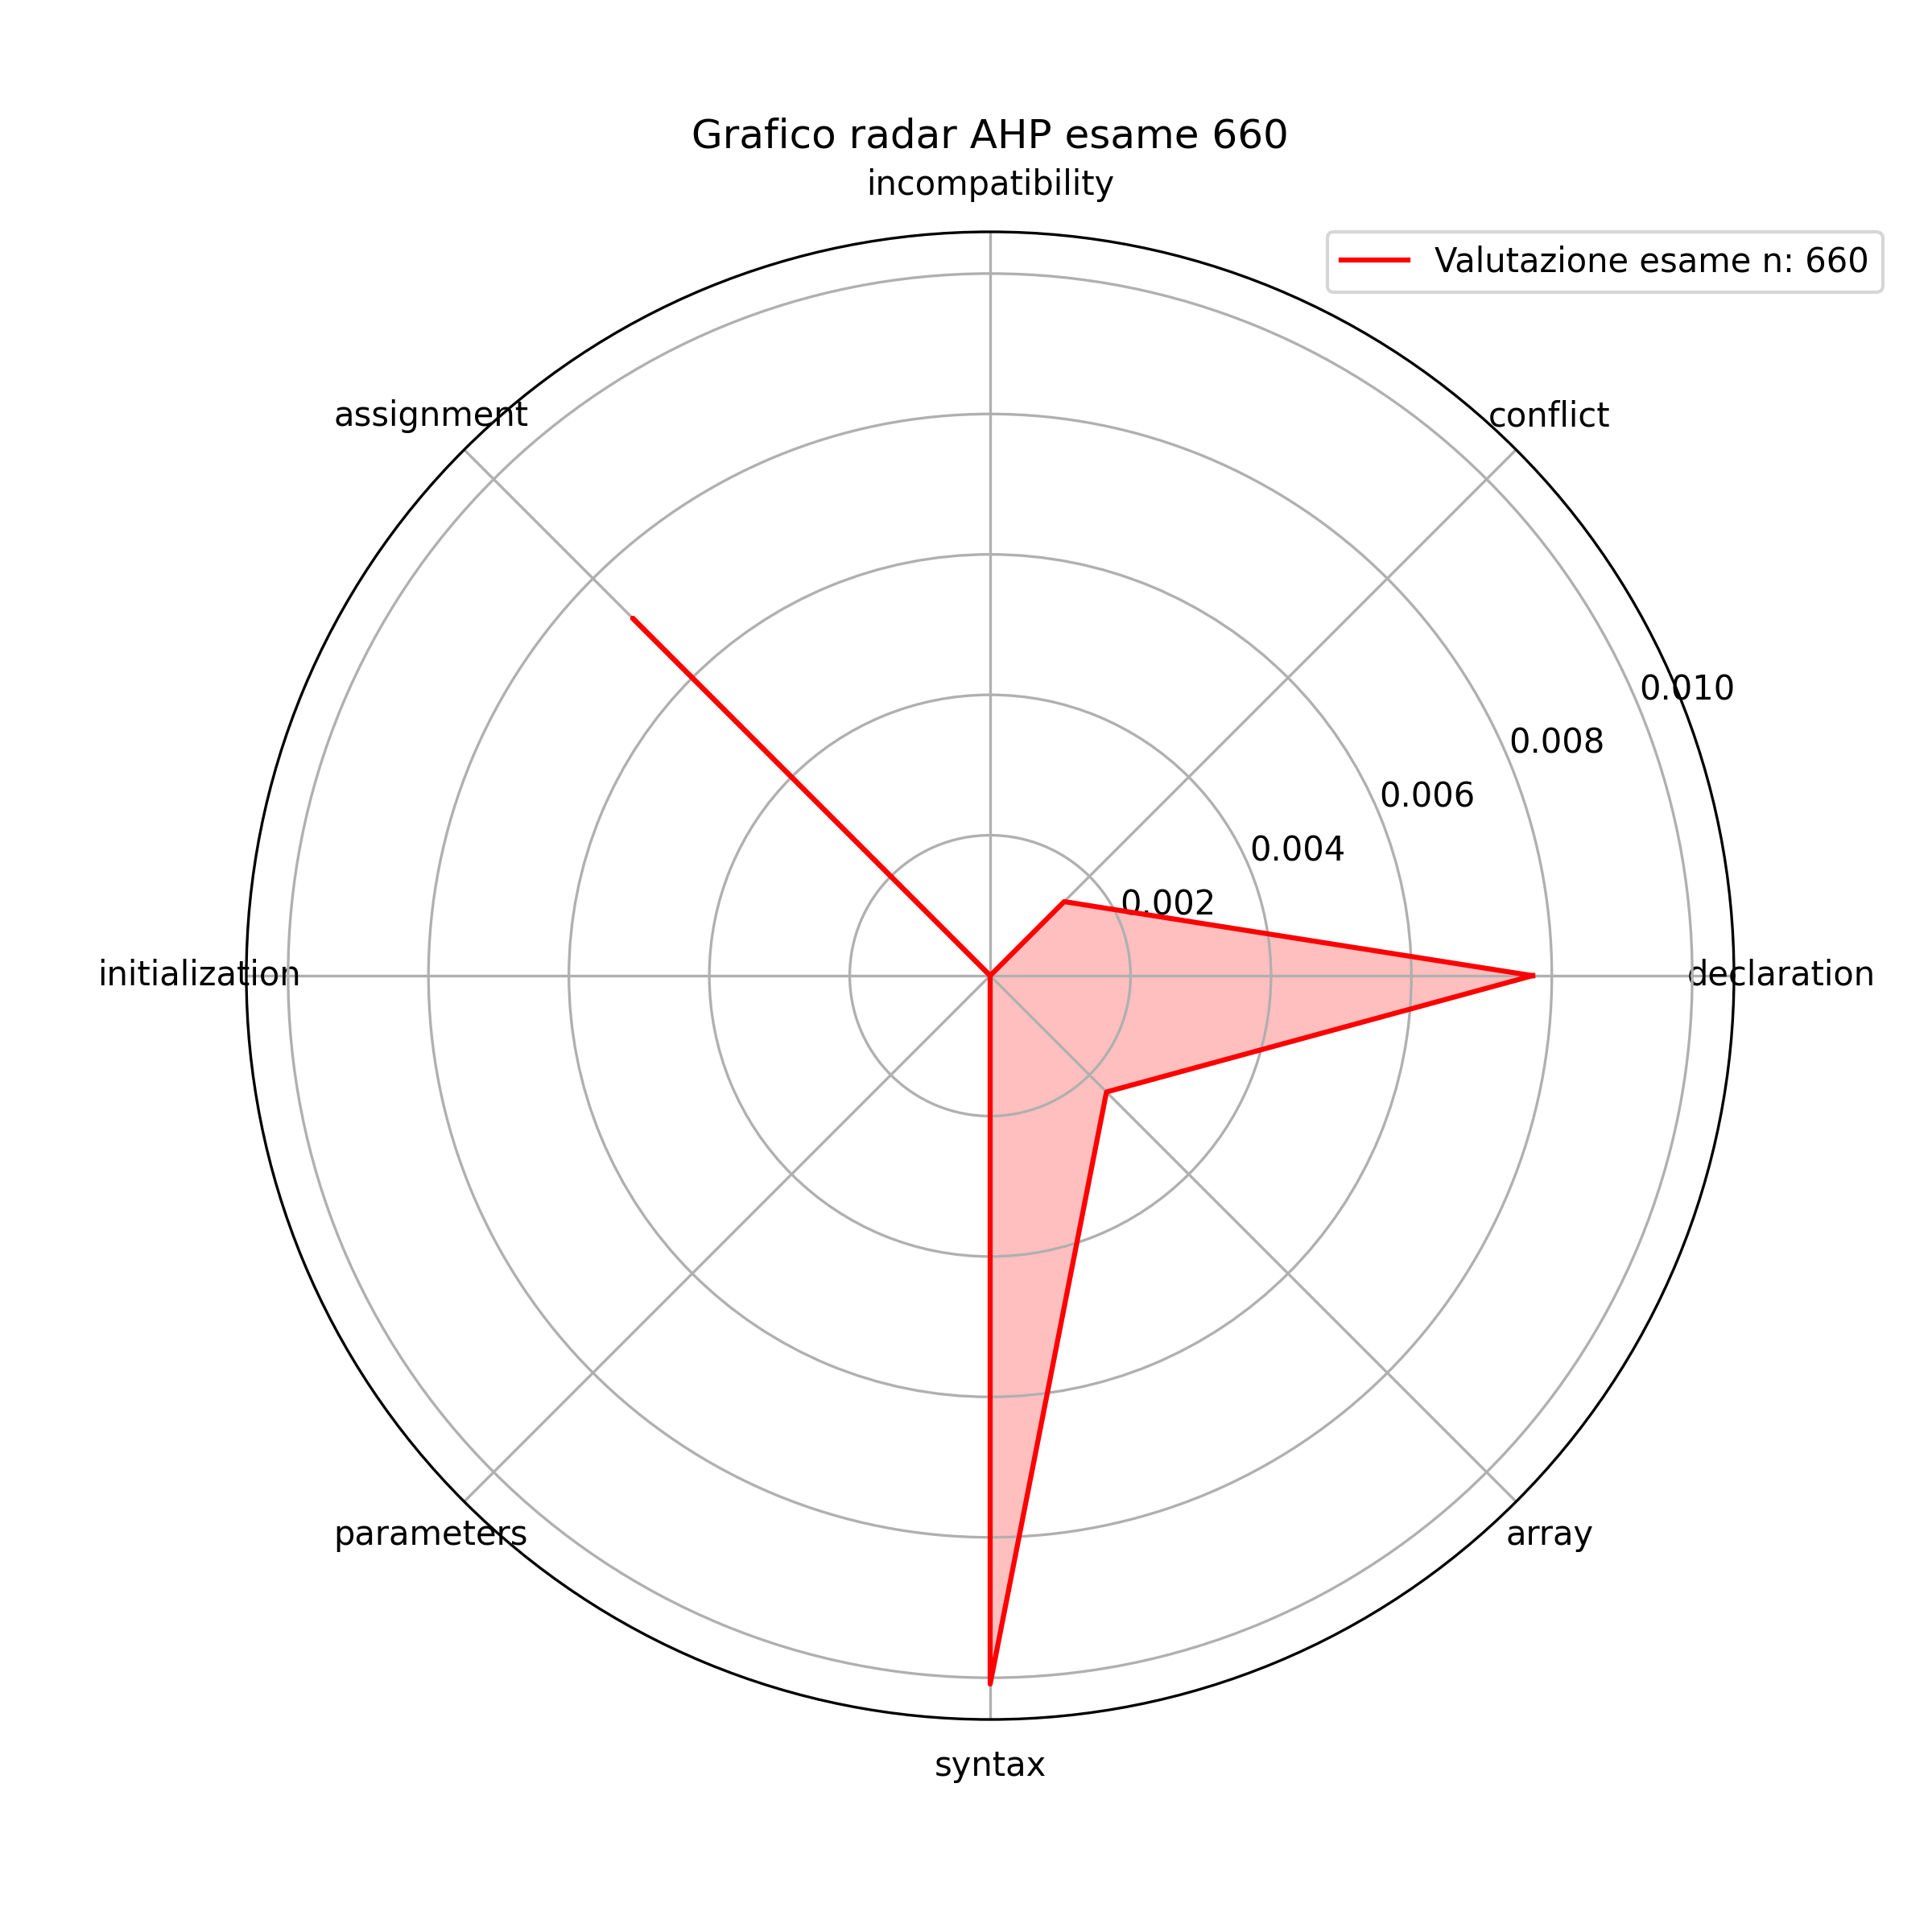 Grafico radar AHP esame 660
incompatibility
Valutazione esame n: 660
assignment
conflict
0.010
0.008
0.006
0.004
0.002
initialization
declaration
parameters
array
syntax